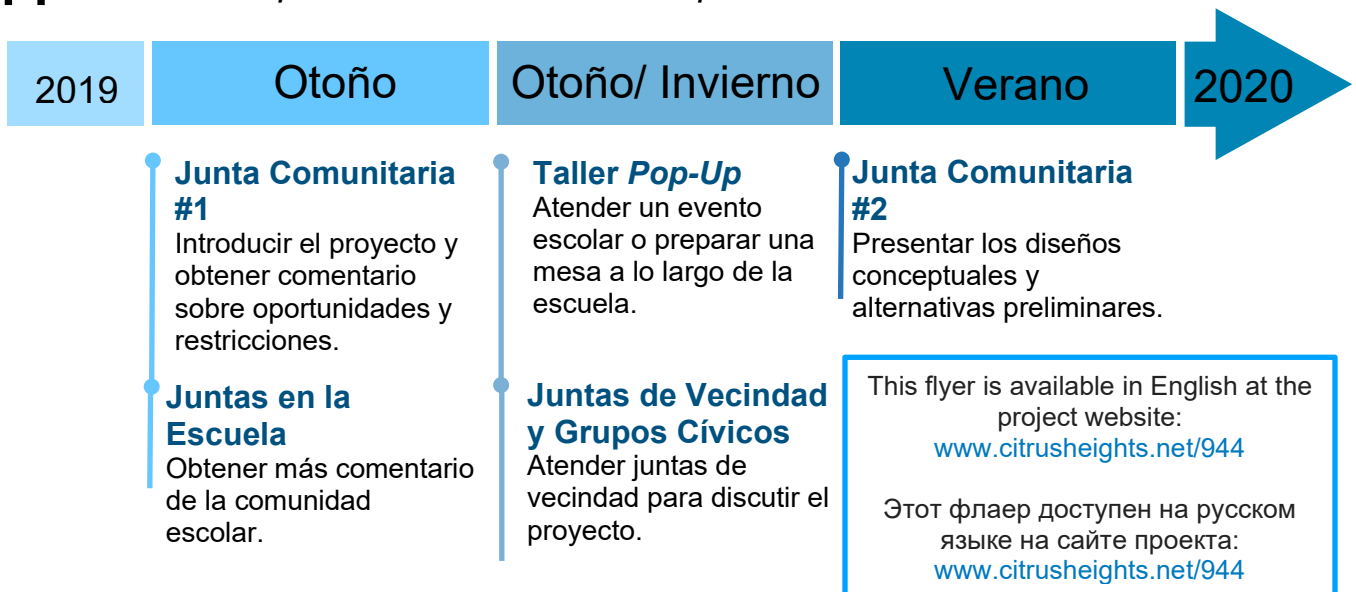 2019
Otoño
Otoño/ Invierno
Verano
2020
Junta Comunitaria
#1
Introducir el proyecto y
obtener comentario
sobre oportunidades y
restricciones.
Juntas en la
Escuela
Obtener más comentario
de la comunidad
escolar.
Taller Pop-Up
Atender un evento
escolar o preparar una
mesa a lo largo de la
escuela.
Juntas de Vecindad
y Grupos Cívicos
Atender juntas de
vecindad para discutir el
proyecto.
Junta Comunitaria
#2
Presentar los diseños
conceptuales y
alternativas preliminares.
This flyer is available in English at the
project website:
www.citrusheights.net/944
Этот флаер доступен на русском
языке на сайте проекта:
www.citrusheights.net/944